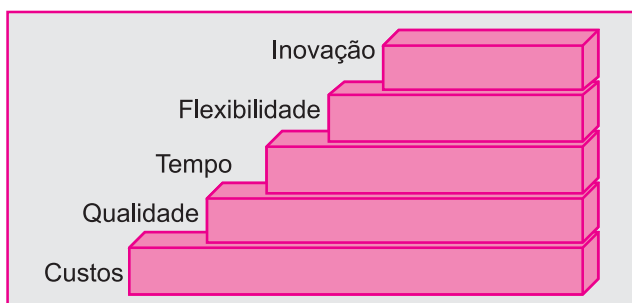 Inovação
Flexibilidade
Tempo
Qualidade
Custos